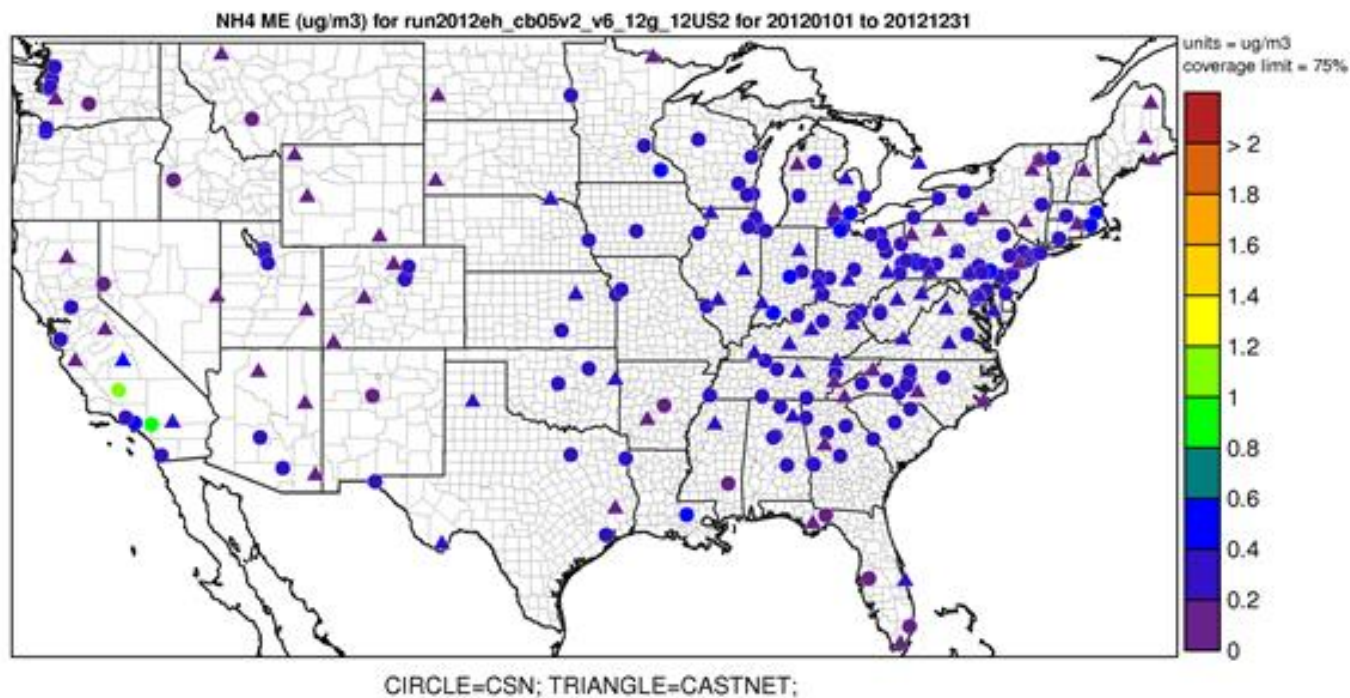 NH4 ME (ug/m3) for run2012eh_cb05v2_v6_12g_12US2 for 20120101 to 20121231
units = ug/m3
coverage limit = 75%
> 2
1.8
1.6
1.4
1.2
1
0.8
0.6
0.4
0.2
0
CIRCLE=CSN; TRIANGLE=CASTNET;